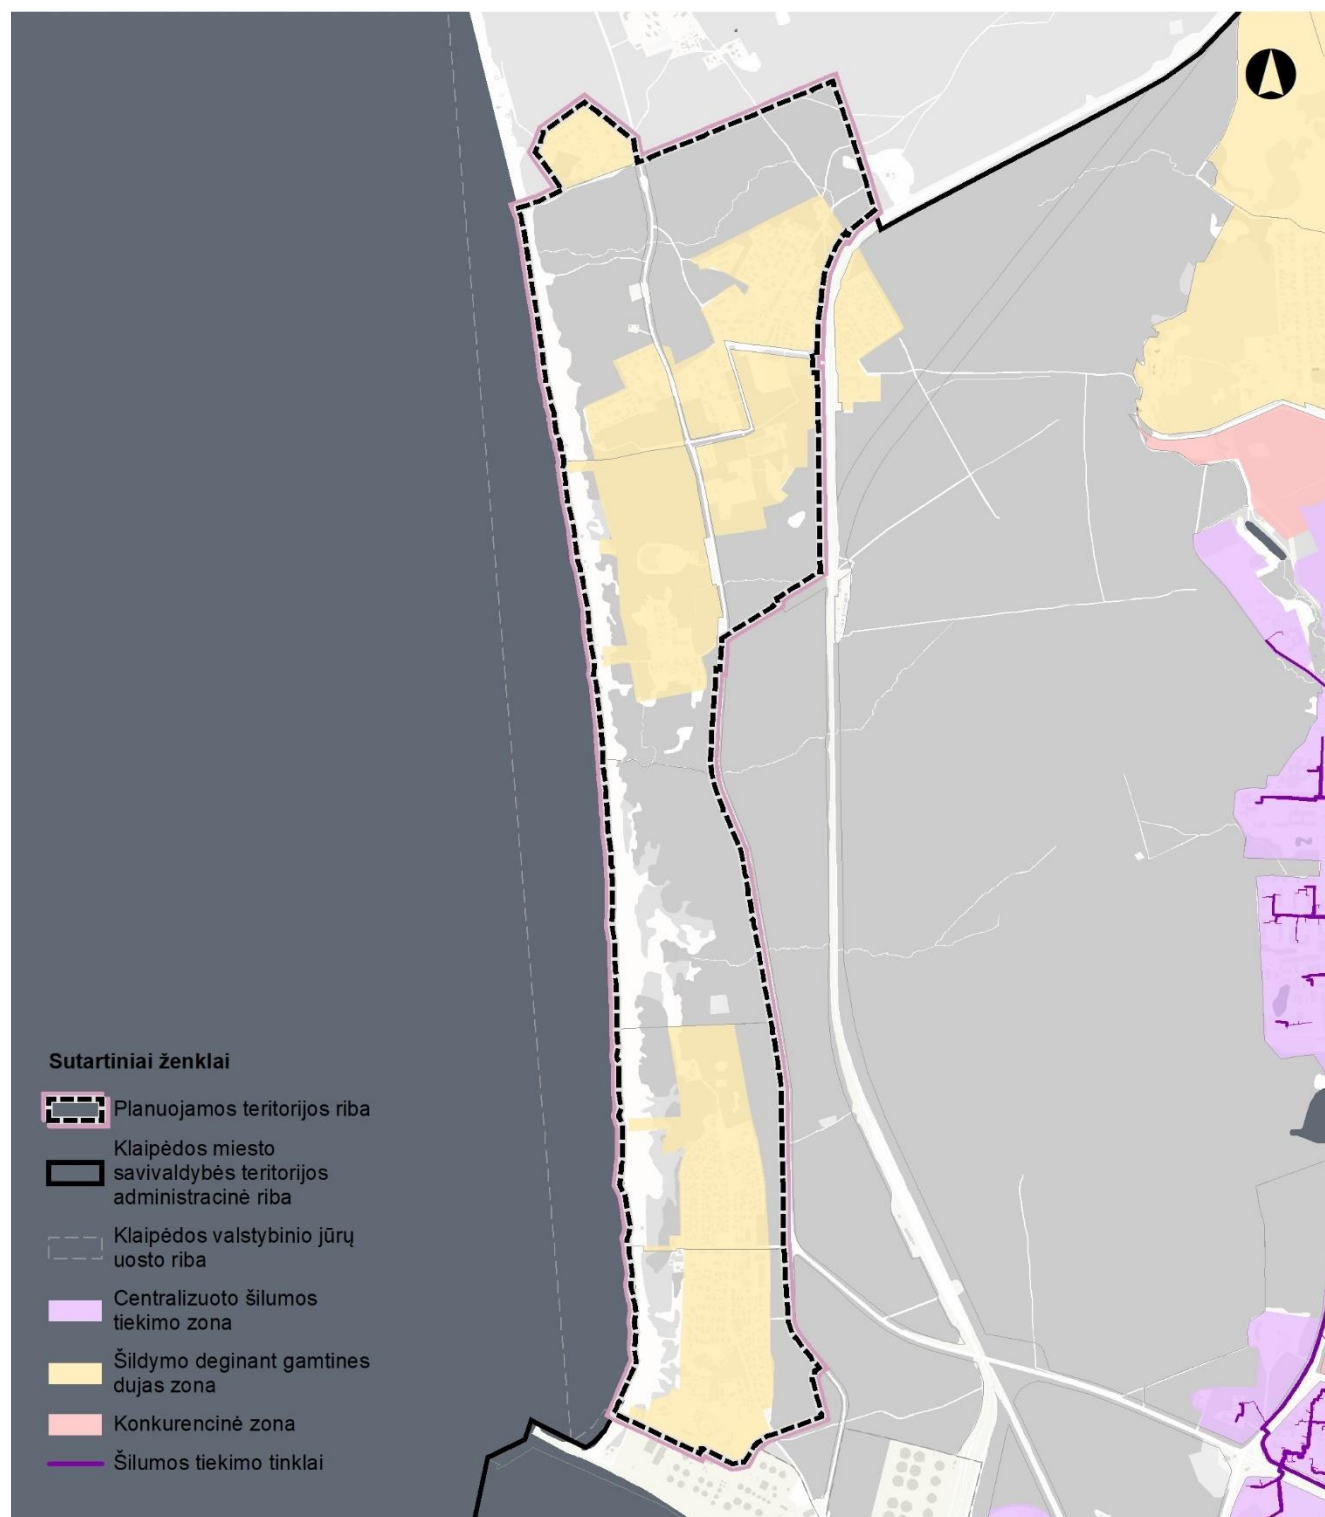 Sutartiniai ženklai
Planuojamos teritorijos riba
Klaipėdos miesto
savivaldybės teritorijos
administracinė riba
Klaipėdos valstybinio jūrų
uosto riba
Centralizuoto šilumos
tiekimo zona
Šildymo deginant gamtines
dujas zona
Konkurencinė zona
Šilumos tiekimo tinklai